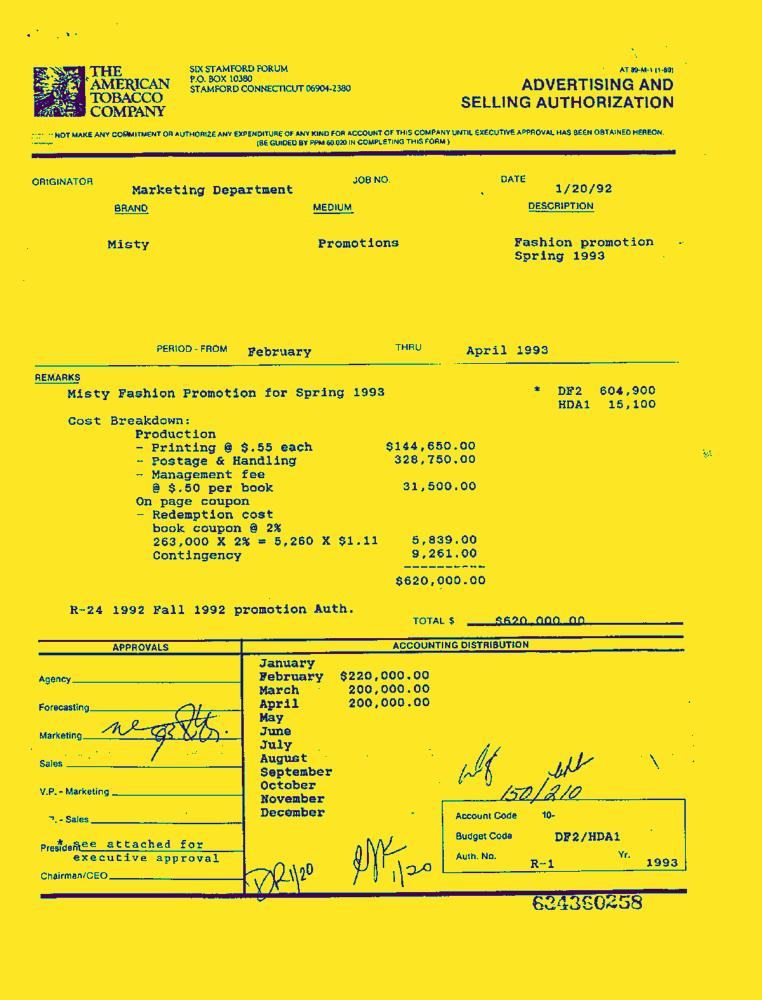 THE
AMERICAN
TOBACCO
COMPANY
SIX STAMFORD FORUM
P.O. BOX 10380
STAMFORD CONNECTICUT 06904-2380
AT 89-M-1 (1-89)
ADVERTISING AND
SELLING AUTHORIZATION
NOT MAKE ANY COMMITMENT OR AUTHORIZE ANY EXPENDITURE OF ANY KIND FOR ACCOUNT OF THIS COMPANY UNTIL EXECUTIVE APPROVAL HAS BEEN OBTAINED HEREON.
(BE GUIDED BY PPM 60.020 IN COMPLETING THIS FORM)
ORIGINATOR Marketing Department JOB NO. DATE 1/20/92
BRAND MEDIUM DESCRIPTION
Misty Promotions Fashion promotion
Spring 1993
PERIOD - FROM February THRU April 1993
REMARKS
Misty Fashion Promotion for Spring 1993 * DF2 604,900
HDA1 15,100
Cost Breakdown:
Production
- Printing @ $.55 each $144,650.00
- Postage & Handling 328,750.00
- Management fee
@ $.50 per book 31,500.00
On page coupon
- Redemption cost
book coupon @ 2%
263,000 X 2% = 5,260 X $1.11 5,839.00
Contingency 9,261.00
----------
$620,000.00
R-24 1992 Fall 1992 promotion Auth.
TOTAL $ $620,000.00
APPROVALS ACCOUNTING DISTRIBUTION
January
February $220,000.00
March 200,000.00
April 200,000.00
May
June
July
August
September
October
November
December
Agency
Forecasting
Marketing
Sales
V.P. - Marketing
- Sales
President *See attached for
executive approval
Chairman/CEO
150/210
Account Code 10-
Budget Code DF2/HDA1
Auth. No. R-1 Yr. 1993
DR 1/20
1/20
624360258